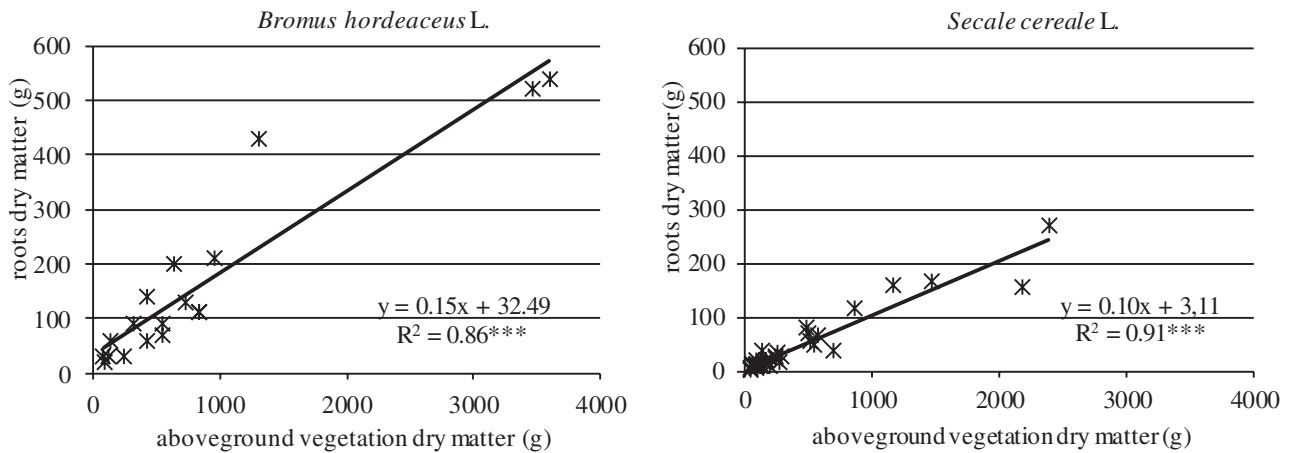 Bromus hordeaceus L.
600
500
400
300
200
100
0
roots dry matter (g)
y = 0.15x + 32.49
R² = 0.86***
0 1000 2000 3000 4000
aboveground vegetation dry matter (g)
Secale cereale L.
600
500
400
300
200
100
0
roots dry matter (g)
y = 0.10x + 3,11
R² = 0.91***
0 1000 2000 3000 4000
aboveground vegetation dry matter (g)